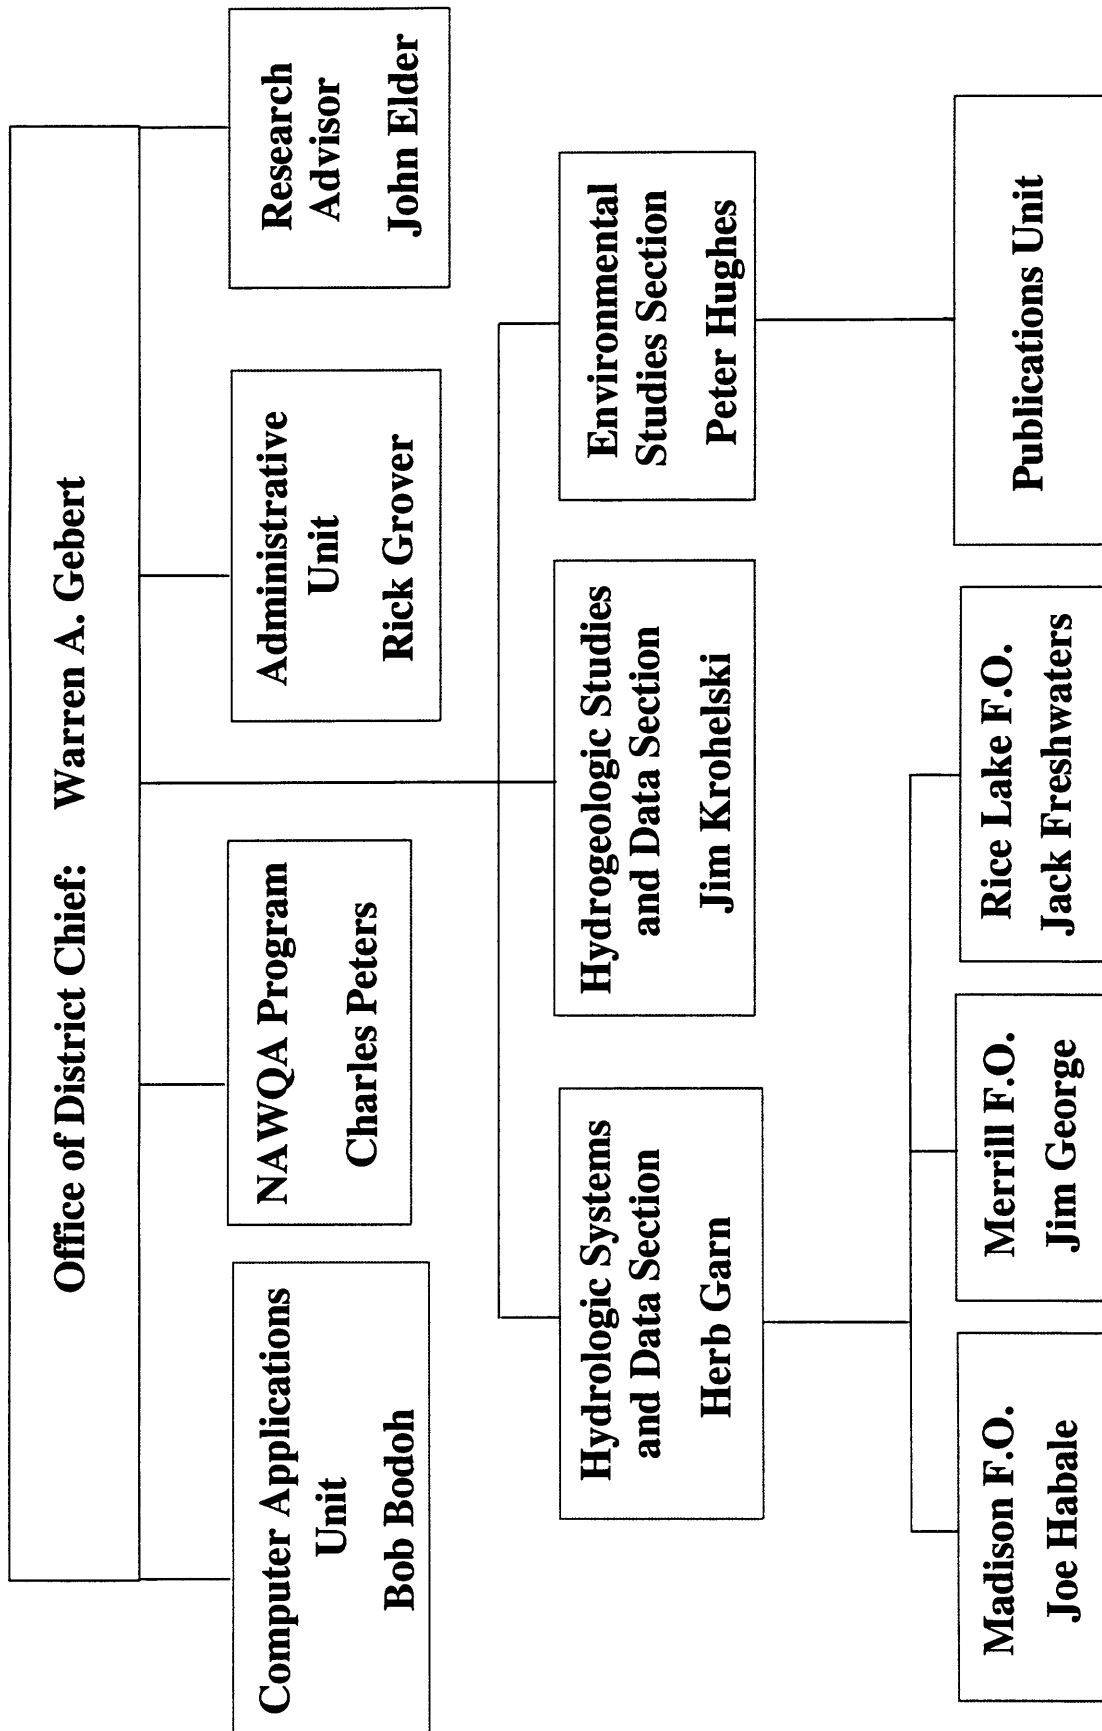 Office of District Chief: Warren A. Gebert
Computer Applications
Unit
Bob Bodoh
NAWQA Program
Charles Peters
Administrative
Unit
Rick Grover
Research
Advisor
John Elder
Hydrologic Systems
and Data Section
Herb Garn
Hydrogeologic Studies
and Data Section
Jim Krohelski
Environmental
Studies Section
Peter Hughes
Madison F.O.
Joe Habale
Merrill F.O.
Jim George
Rice Lake F.O.
Jack Freshwaters
Publications Unit